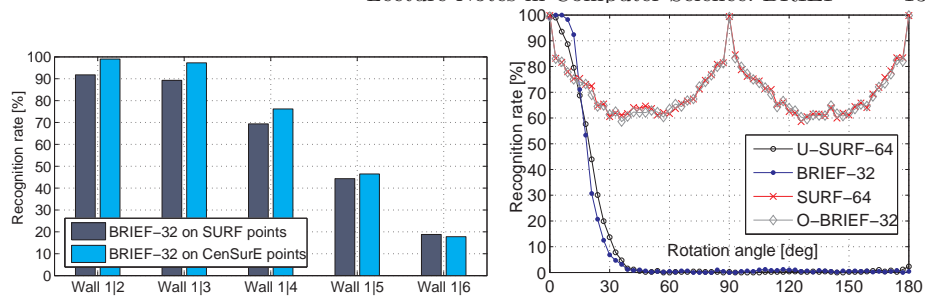 Lecture Notes in Computer Science: BRIEF
Recognition rate [%]
100
90
80
70
60
50
40
30
20
10
0
BRIEF−32 on SURF points
BRIEF−32 on CenSurE points
Wall 1|2 Wall 1|3 Wall 1|4 Wall 1|5 Wall 1|6
Recognition rate [%]
100
90
80
70
60
50
40
30
20
10
0
U−SURF−64
BRIEF−32
SURF−64
O−BRIEF−32
Rotation angle [deg]
0 30 60 90 120 150 180